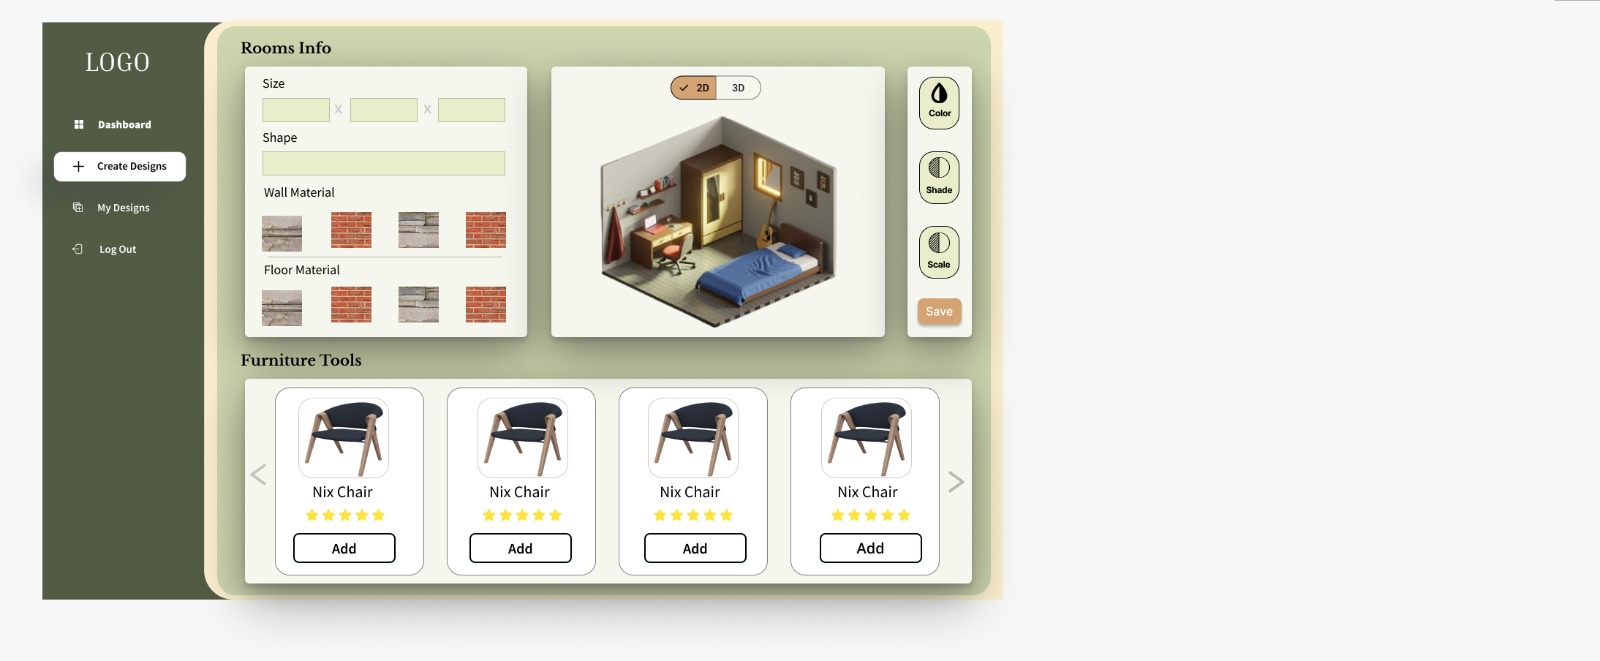 LOGO
Dashboard
Create Designs
My Designs
Log Out
Rooms Info
Size
X X
Shape
Wall Material
Floor Material
2D 3D
Color
Shade
Scale
Save
Furniture Tools
Nix Chair Nix Chair Nix Chair Nix Chair
Add Add Add Add